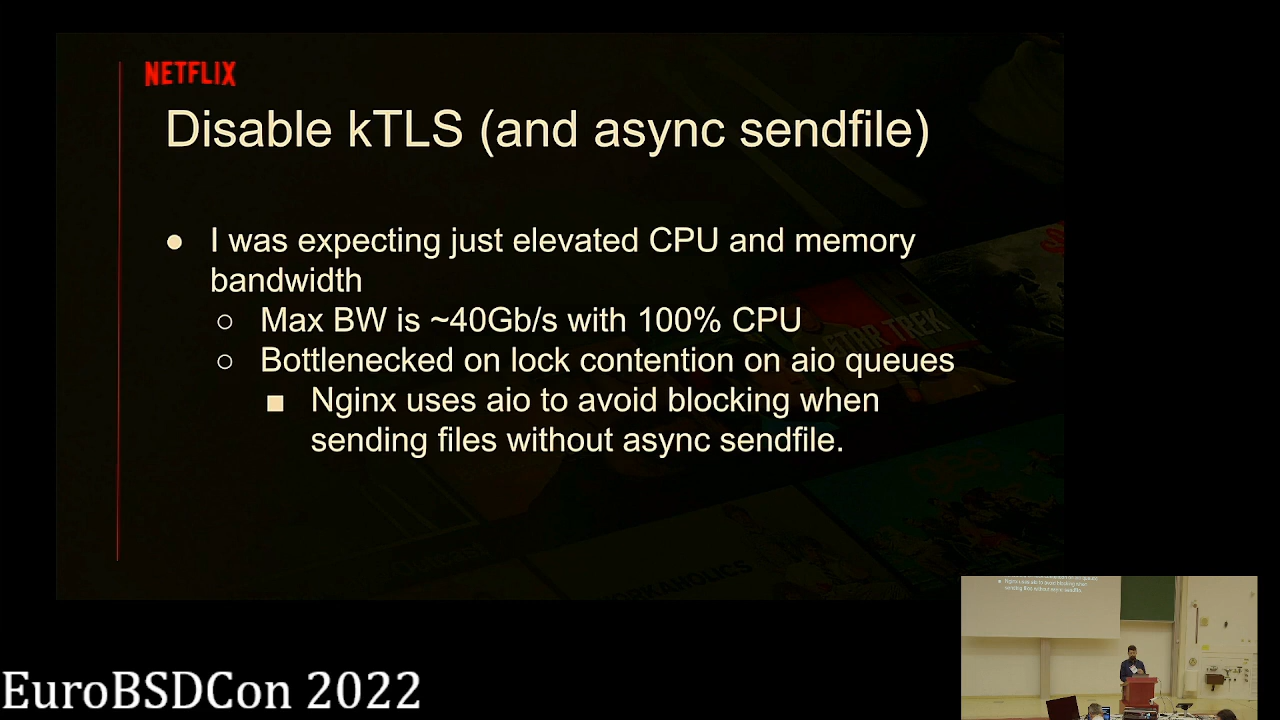 NETFLIX
Disable kTLS (and async sendfile)
● I was expecting just elevated CPU and memory
bandwidth
○ Max BW is ~40Gb/s with 100% CPU
○ Bottlenecked on lock contention on aio queues
■ Nginx uses aio to avoid blocking when
sending files without async sendfile.
STAR TREK
EuroBSDCon 2022